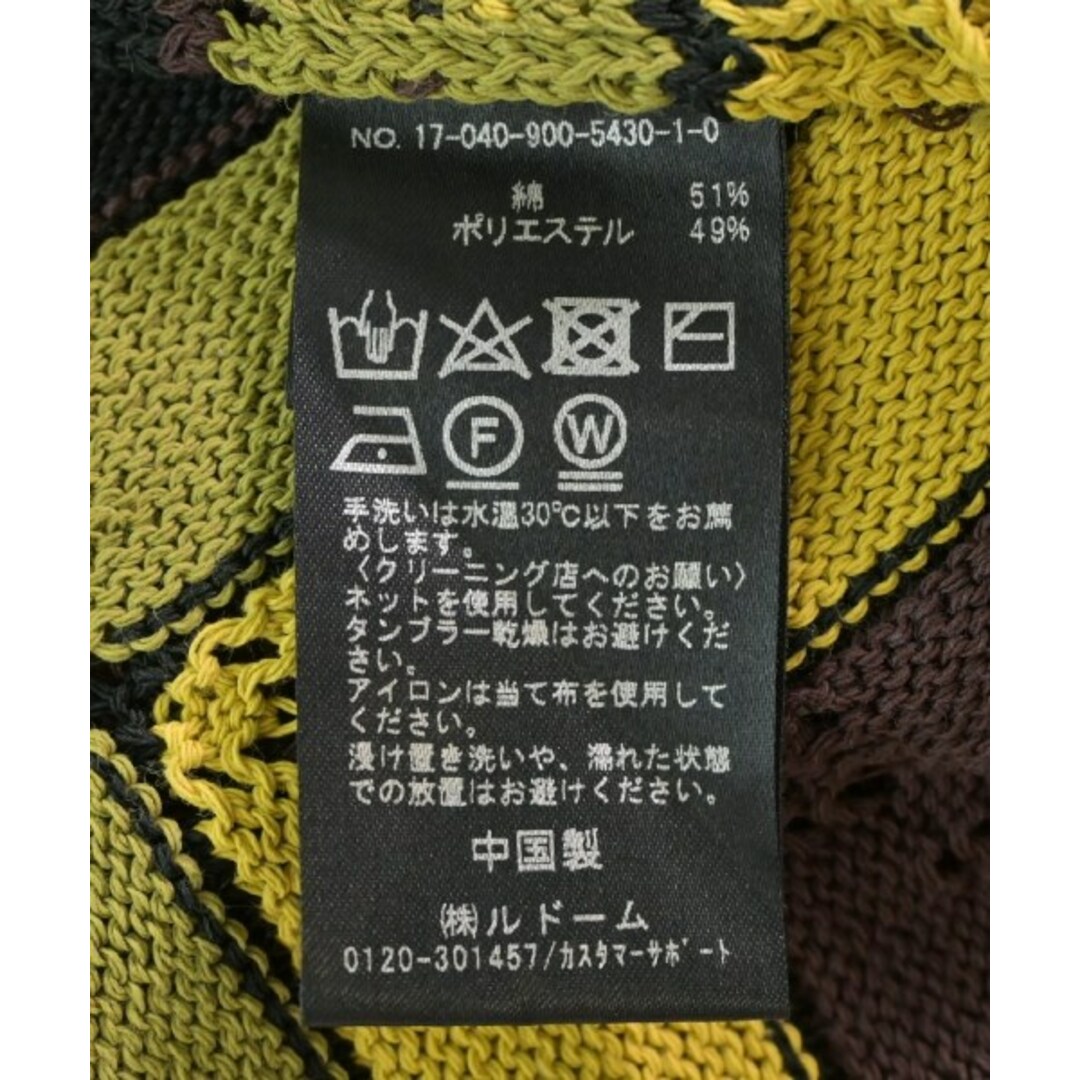 NO. 17-040-900-5430-1-0
綿 51%
ポリエステル 49%
F W
手洗いは水温30℃以下をお薦
めします。
〈クリーニング店へのお願い〉
ネットを使用してください。
タンブラー乾燥はお避けくだ
さい。
アイロンは当て布を使用して
ください。
浸け置き洗いや、濡れた状態
での放置はお避けください。
中国製
㈱ルドーム
0120-301457/カスタマーサポート